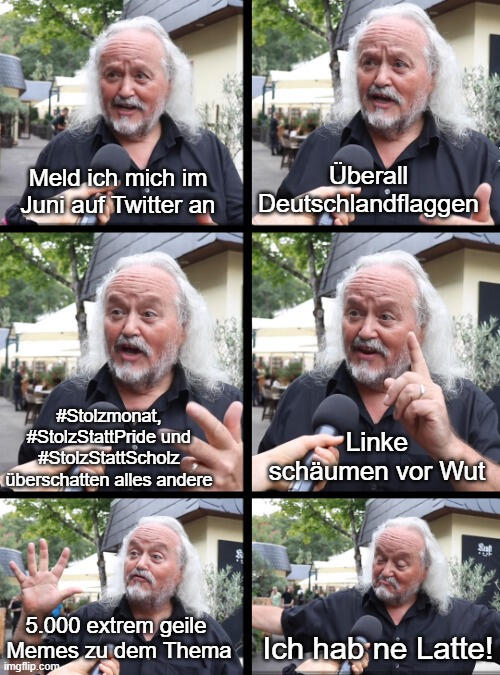 Meld ich mich im
Juni auf Twitter an
Überall
Deutschlandflaggen
#Stolzmonat,
#StolzStattPride und
#StolzStattScholz
überschatten alles andere
Linke
schäumen vor Wut
5.000 extrem geile
Memes zu dem Thema
Ich hab ne Latte!
imgflip.com